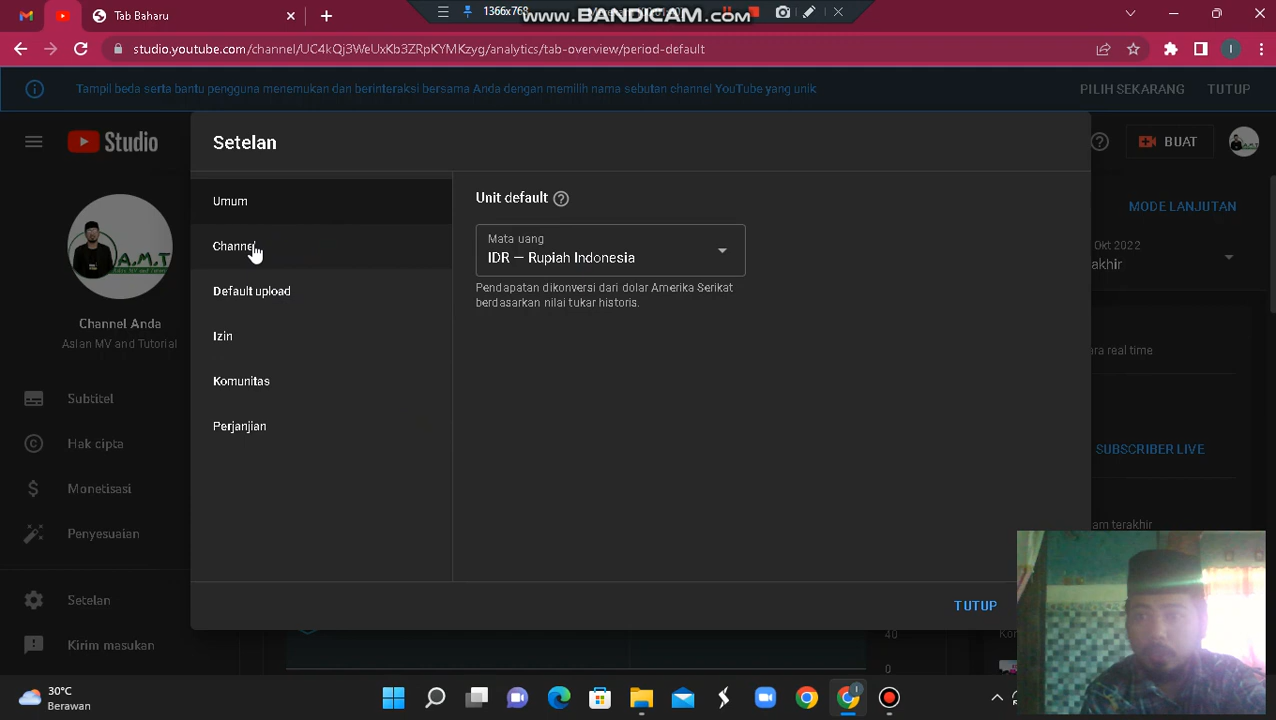 Tab Baharu
1366x768
www.BANDICAM.com
studio.youtube.com/channel/UC4kQj3WeUxKb3ZRpKYMKzyg/analytics/tab-overview/period-default
I
Tampil beda serta bantu pengguna menemukan dan berinteraksi bersama Anda dengan memilih nama sebutan channel YouTube yang unik
PILIH SEKARANG
TUTUP
Studio
BUAT
A.M.T
Channel Anda
Aslan MV and Tutorial
Subtitel
Hak cipta
Monetisasi
Penyesuaian
Setelan
Kirim masukan
Setelan
Umum
Channel
Default upload
Izin
Komunitas
Perjanjian
Unit default
Mata uang
IDR — Rupiah Indonesia
Pendapatan dikonversi dari dolar Amerika Serikat
berdasarkan nilai tukar historis.
TUTUP
MODE LANJUTAN
Okt 2022
akhir
ara real time
SUBSCRIBER LIVE
am terakhir
40
0
30°C
Berawan